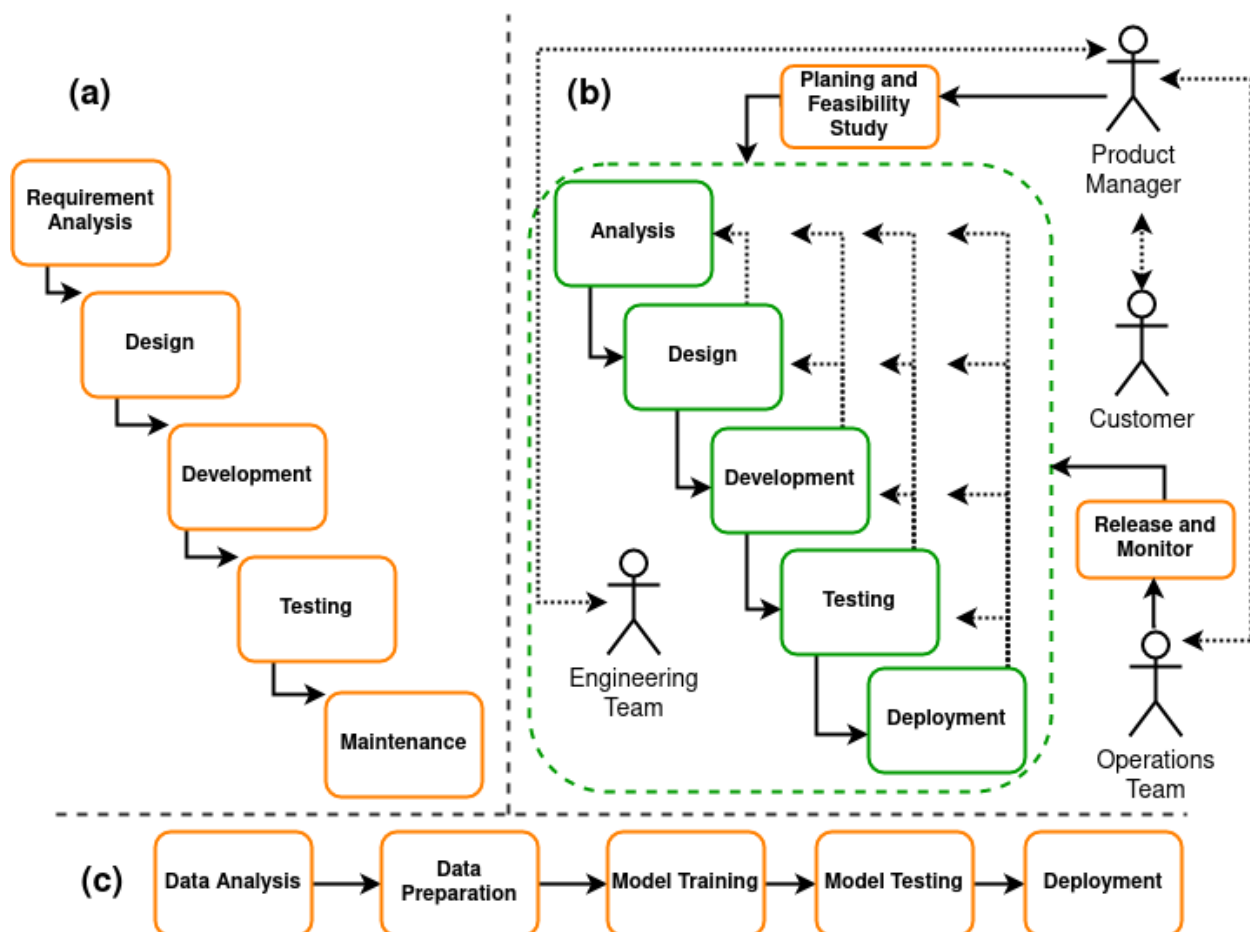 (a)
Requirement
Analysis
Design
Development
Testing
Maintenance
(b)
Planing and
Feasibility
Study
Product
Manager
Analysis
Design
Development
Testing
Deployment
Engineering
Team
Customer
Release and
Monitor
Operations
Team
(c)
Data Analysis
Data
Preparation
Model Training
Model Testing
Deployment